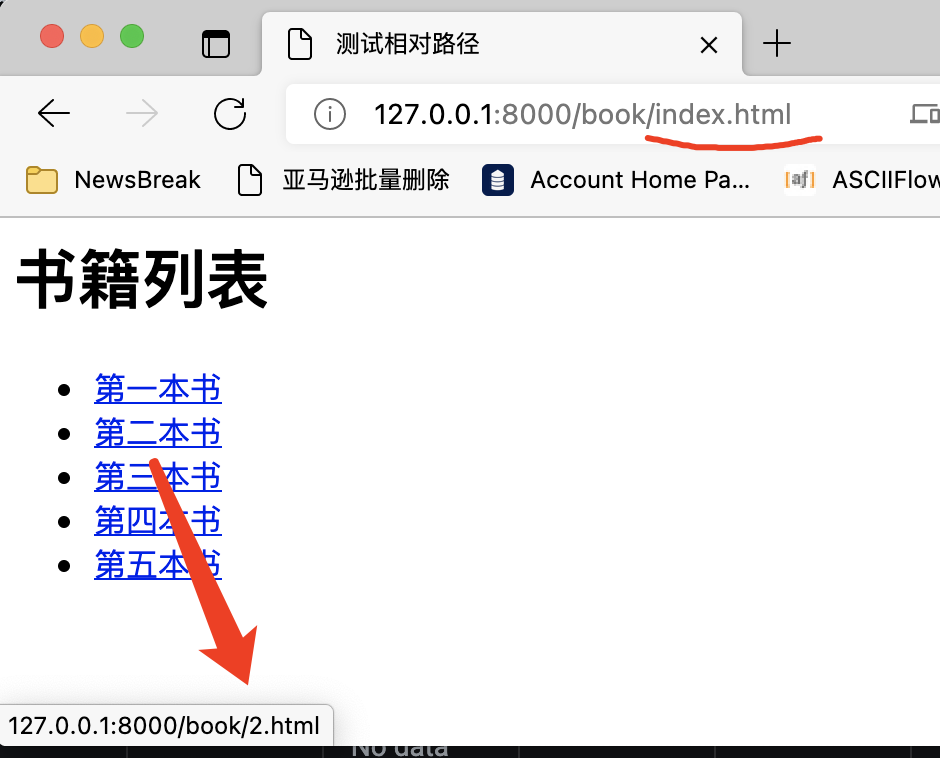 测试相对路径
127.0.0.1:8000/book/index.html
NewsBreak
亚马逊批量删除
Account Home Pa...
[af]
ASCIIFlow
书籍列表
第一本书
第二本书
第三本书
第四本书
第五本书
127.0.0.1:8000/book/2.html
No data